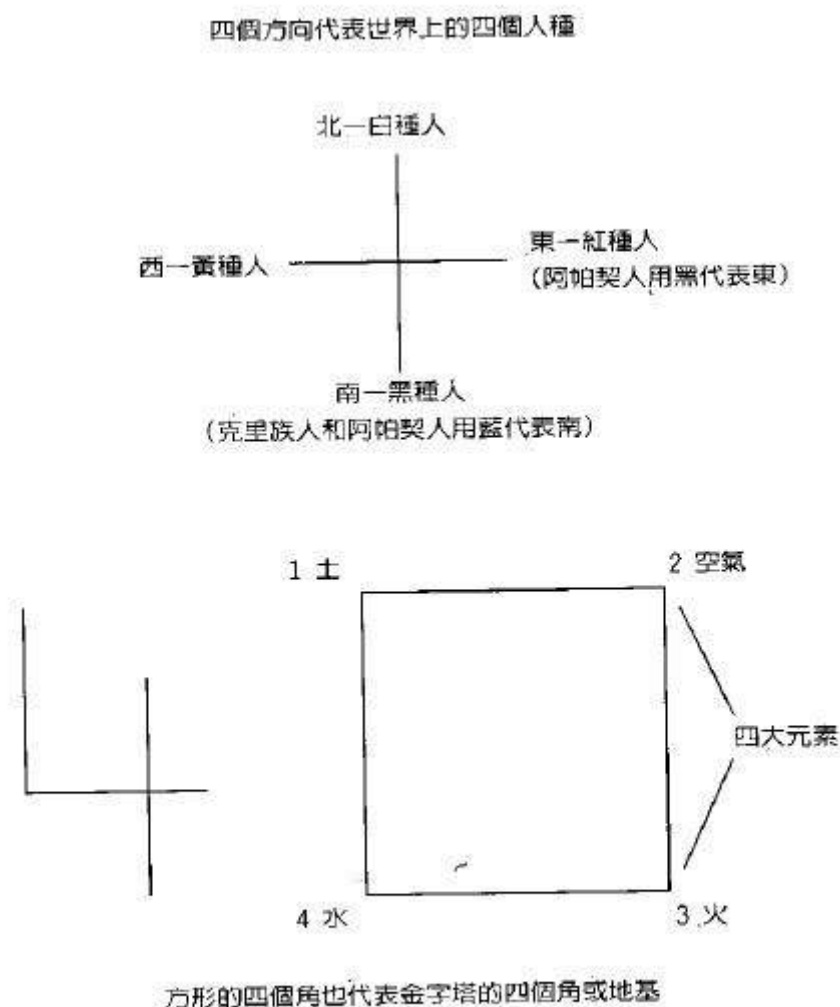 四個方向代表世界上的四個人種
北一白種人
西一黃種人
東一紅種人
(阿帕契人用黑代表東)
南一黑種人
(克里族人和阿帕契人用藍代表南)
1 土
2 空氣
四大元素
4 水
3 火
方形的四個角也代表金字塔的四個角或地基